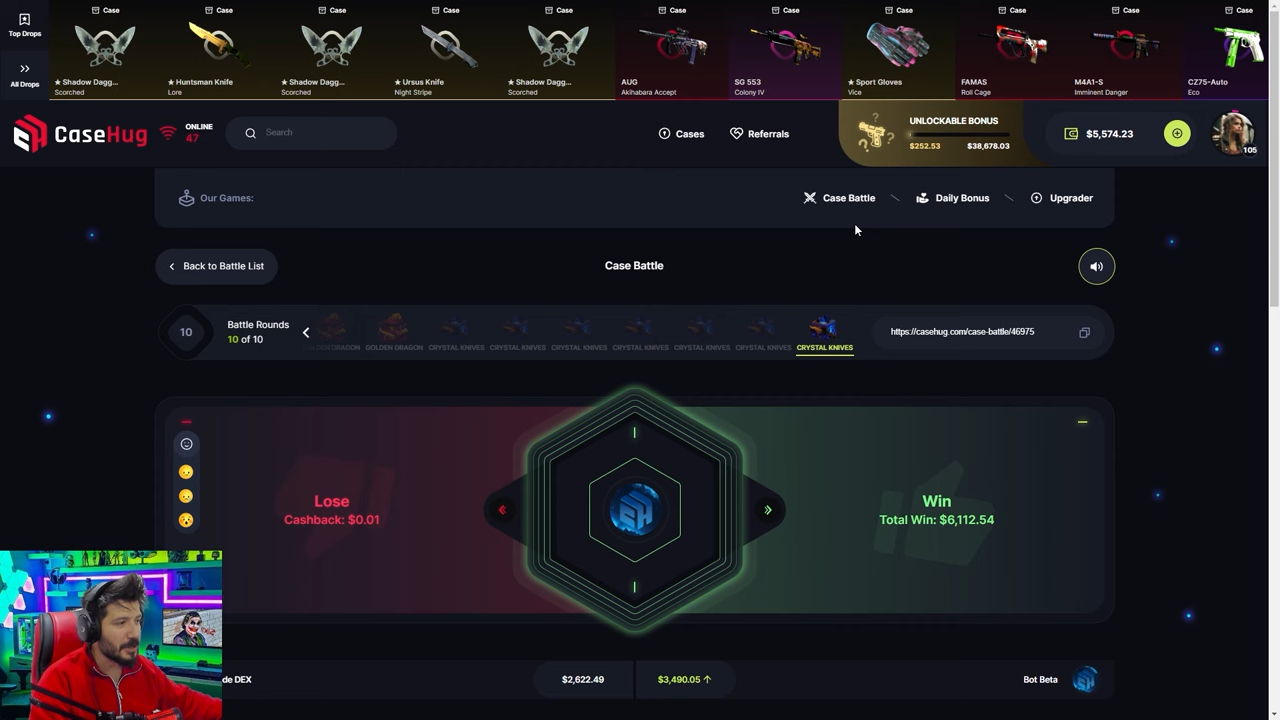 Top Drops
All Drops
Case
★ Shadow Dagg...
Scorched
Case
★ Huntsman Knife
Lore
Case
★ Shadow Dagg...
Scorched
Case
★ Ursus Knife
Night Stripe
Case
★ Shadow Dagg...
Scorched
Case
AUG
Akihabara Accept
Case
SG 553
Colony IV
Case
★ Sport Gloves
Vice
Case
FAMAS
Roll Cage
Case
M4A1-S
Imminent Danger
Case
CZ75-Auto
Eco
CaseHug
ONLINE
47
Search
Cases
Referrals
UNLOCKABLE BONUS
$252.53 $38,678.03
$5,574.23
105
Our Games:
Case Battle
Daily Bonus
Upgrader
Back to Battle List
Case Battle
10
Battle Rounds
10 of 10
GOLDEN DRAGON
CRYSTAL KNIVES
CRYSTAL KNIVES
CRYSTAL KNIVES
CRYSTAL KNIVES
CRYSTAL KNIVES
CRYSTAL KNIVES
CRYSTAL KNIVES
https://casehug.com/case-battle/46975
Lose
Cashback: $0.01
Win
Total Win: $6,112.54
DEX
$2,622.49
$3,490.05
Bot Beta